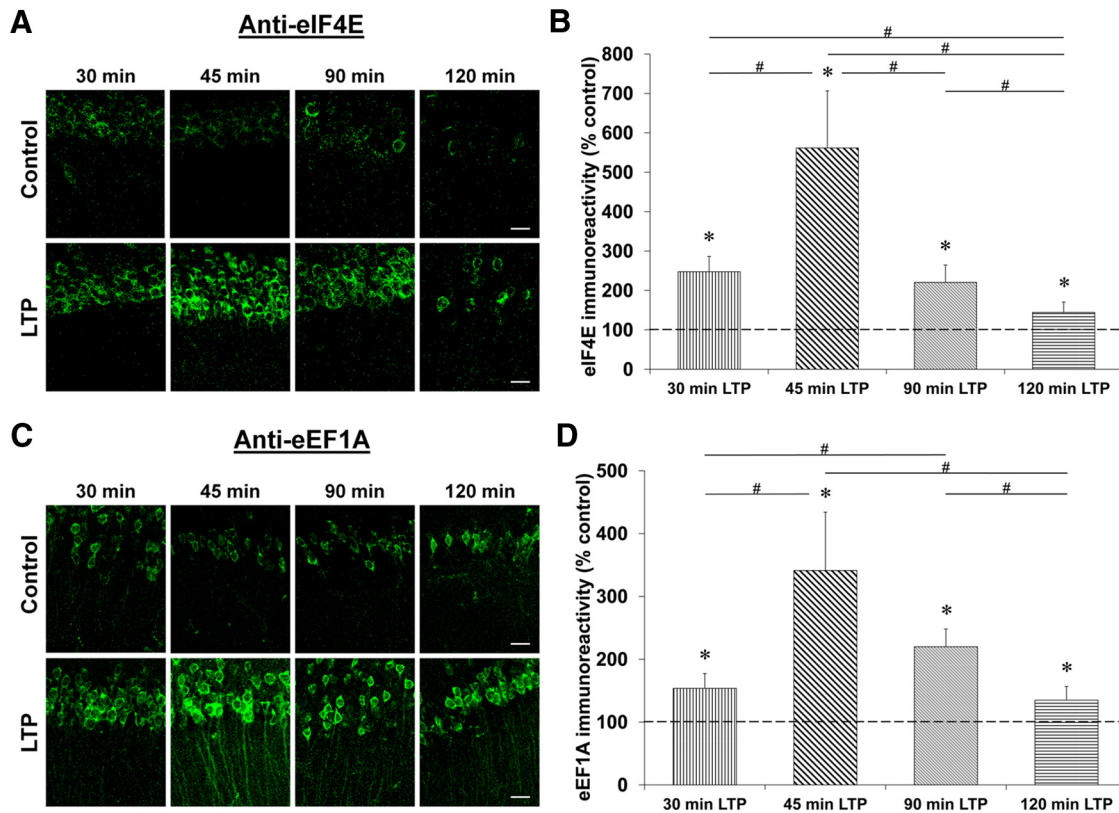 A
Anti-eIF4E
30 min 45 min 90 min 120 min
Control
LTP
B
eIF4E immunoreactivity (% control)
800
700
600
500
400
300
200
100
0
#
#
# #
#
*
*
*
*
30 min LTP 45 min LTP 90 min LTP 120 min LTP
C
Anti-eEF1A
30 min 45 min 90 min 120 min
Control
LTP
D
eEF1A immunoreactivity (% control)
500
400
300
200
100
0
#
#
# #
*
*
*
*
30 min LTP 45 min LTP 90 min LTP 120 min LTP